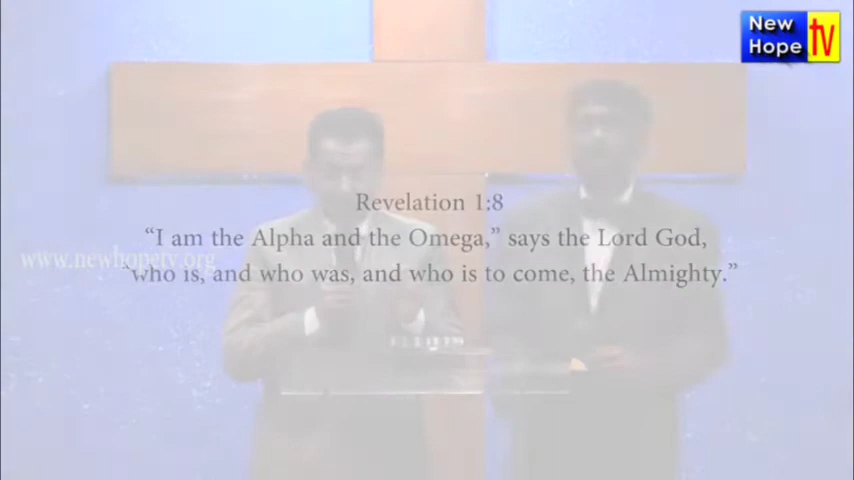 New
Hope tv
Revelation 1:8
“I am the Alpha and the Omega,” says the Lord God,
www.newhopetv.org
“who is, and who was, and who is to come, the Almighty.”